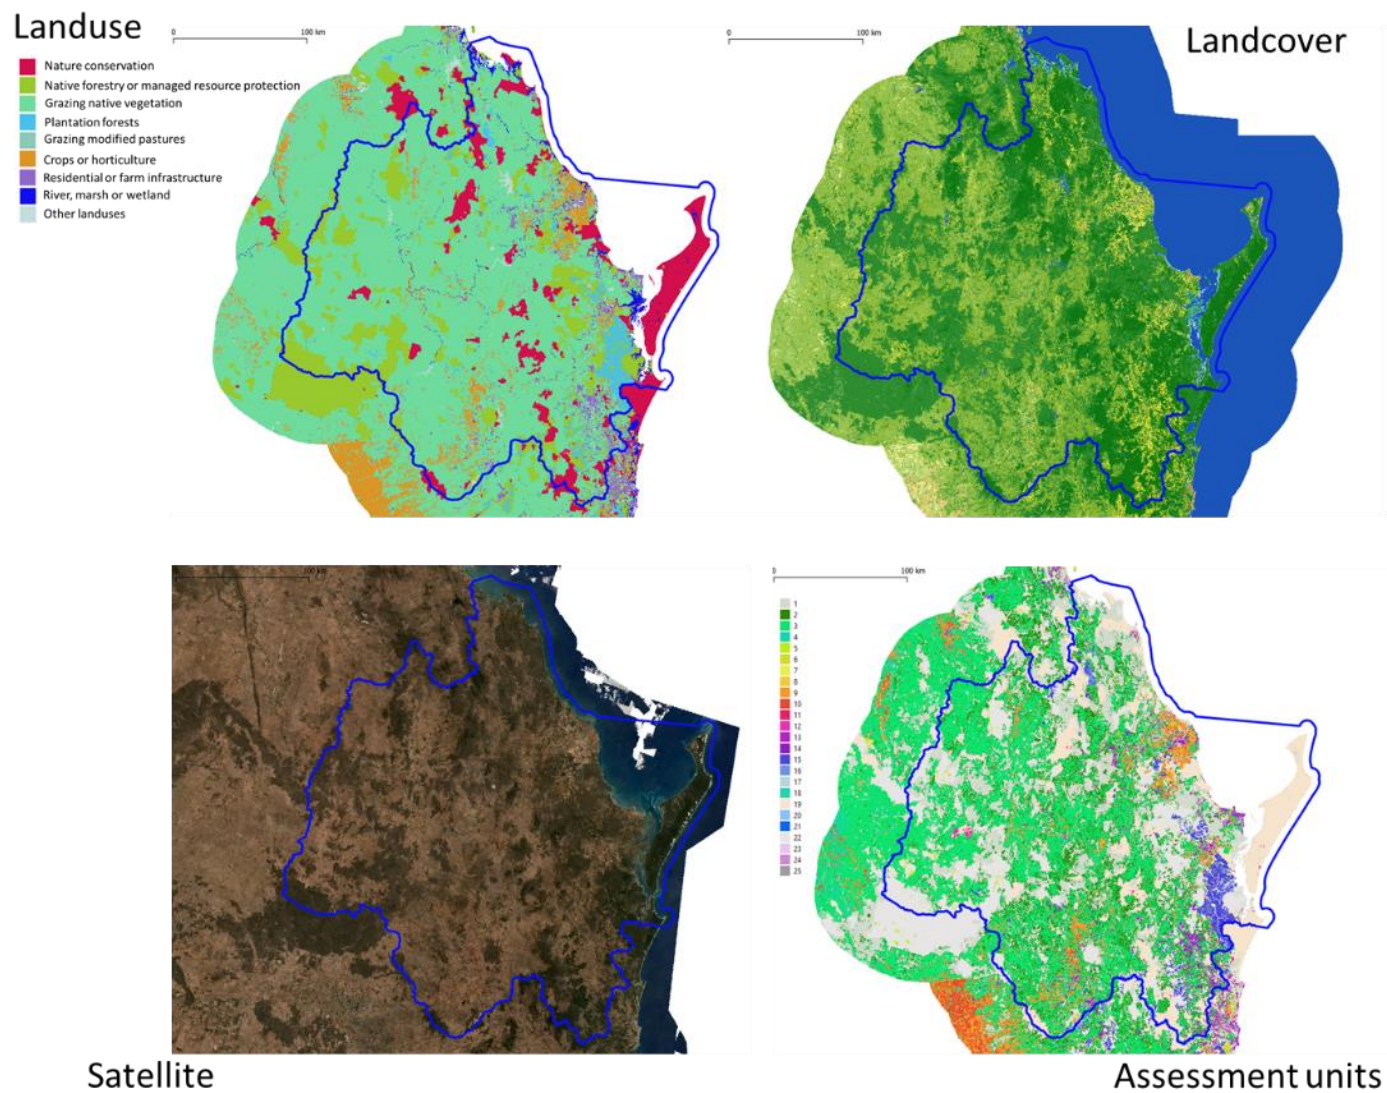 Landuse
0 100 km
Nature conservation
Native forestry or managed resource protection
Grazing native vegetation
Plantation forests
Grazing modified pastures
Crops or horticulture
Residential or farm infrastructure
River, marsh or wetland
Other landuses
0 100 km
Landcover
100 km
Satellite
0 100 km
1
2
3
4
5
6
7
8
9
10
11
12
13
14
15
16
17
18
19
20
21
22
23
24
25
Assessment units